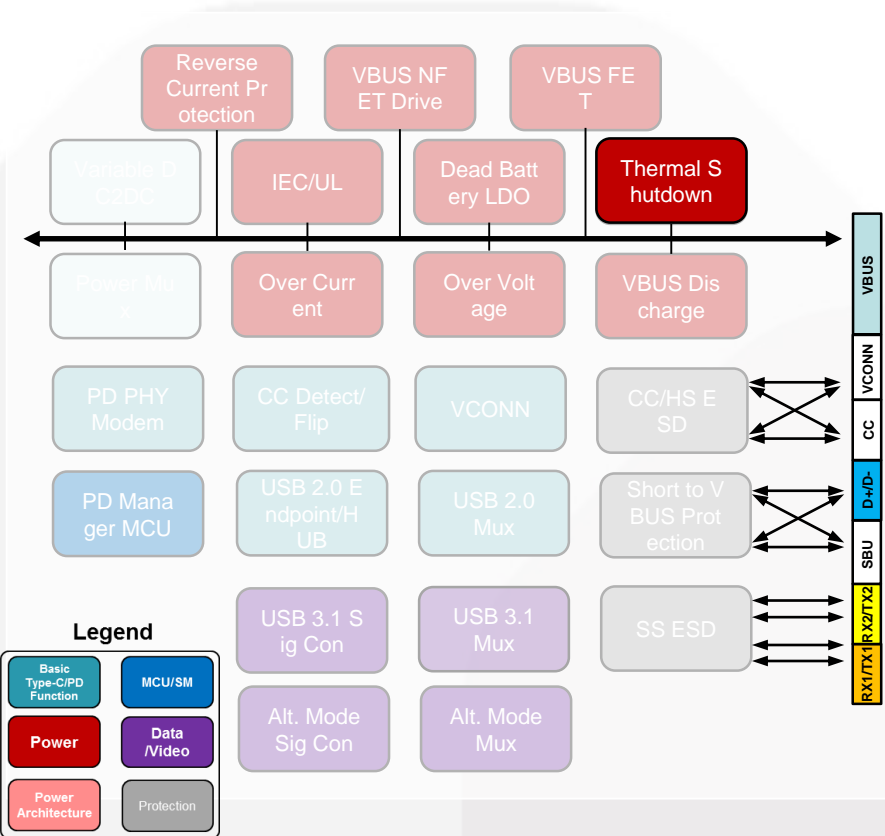 Reverse
Current Pr
otection
VBUS NF
ET Drive
VBUS FE
T
Variable D
C2DC
IEC/UL
Dead Batt
ery LDO
Thermal S
hutdown
Power Mu
x
Over Curr
ent
Over Volt
age
VBUS Dis
charge
VBUS
PD PHY
Modem
CC Detect/
Flip
VCONN
CC/HS E
SD
VCONN
CC
PD Mana
ger MCU
USB 2.0 E
ndpoint/H
UB
USB 2.0
Mux
Short to V
BUS Prot
ection
D+/D-
SBU
USB 3.1 S
ig Con
USB 3.1
Mux
SS ESD
RX2/TX2
RX1/TX1
Alt. Mode
Sig Con
Alt. Mode
Mux
Legend
Basic
Type-C/PD
Function
MCU/SM
Power
Data
/Video
Power
Architecture
Protection